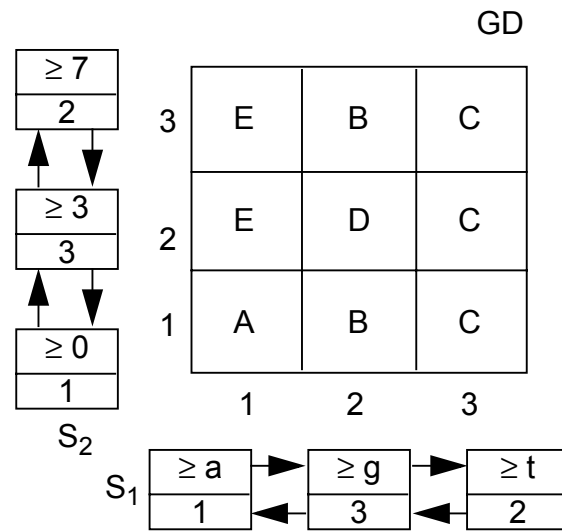 GD
≥ 7
2
≥ 3
3
≥ 0
1
S2
3 E B C
2 E D C
1 A B C
1 2 3
S1
≥ a ≥ g ≥ t
1 3 2